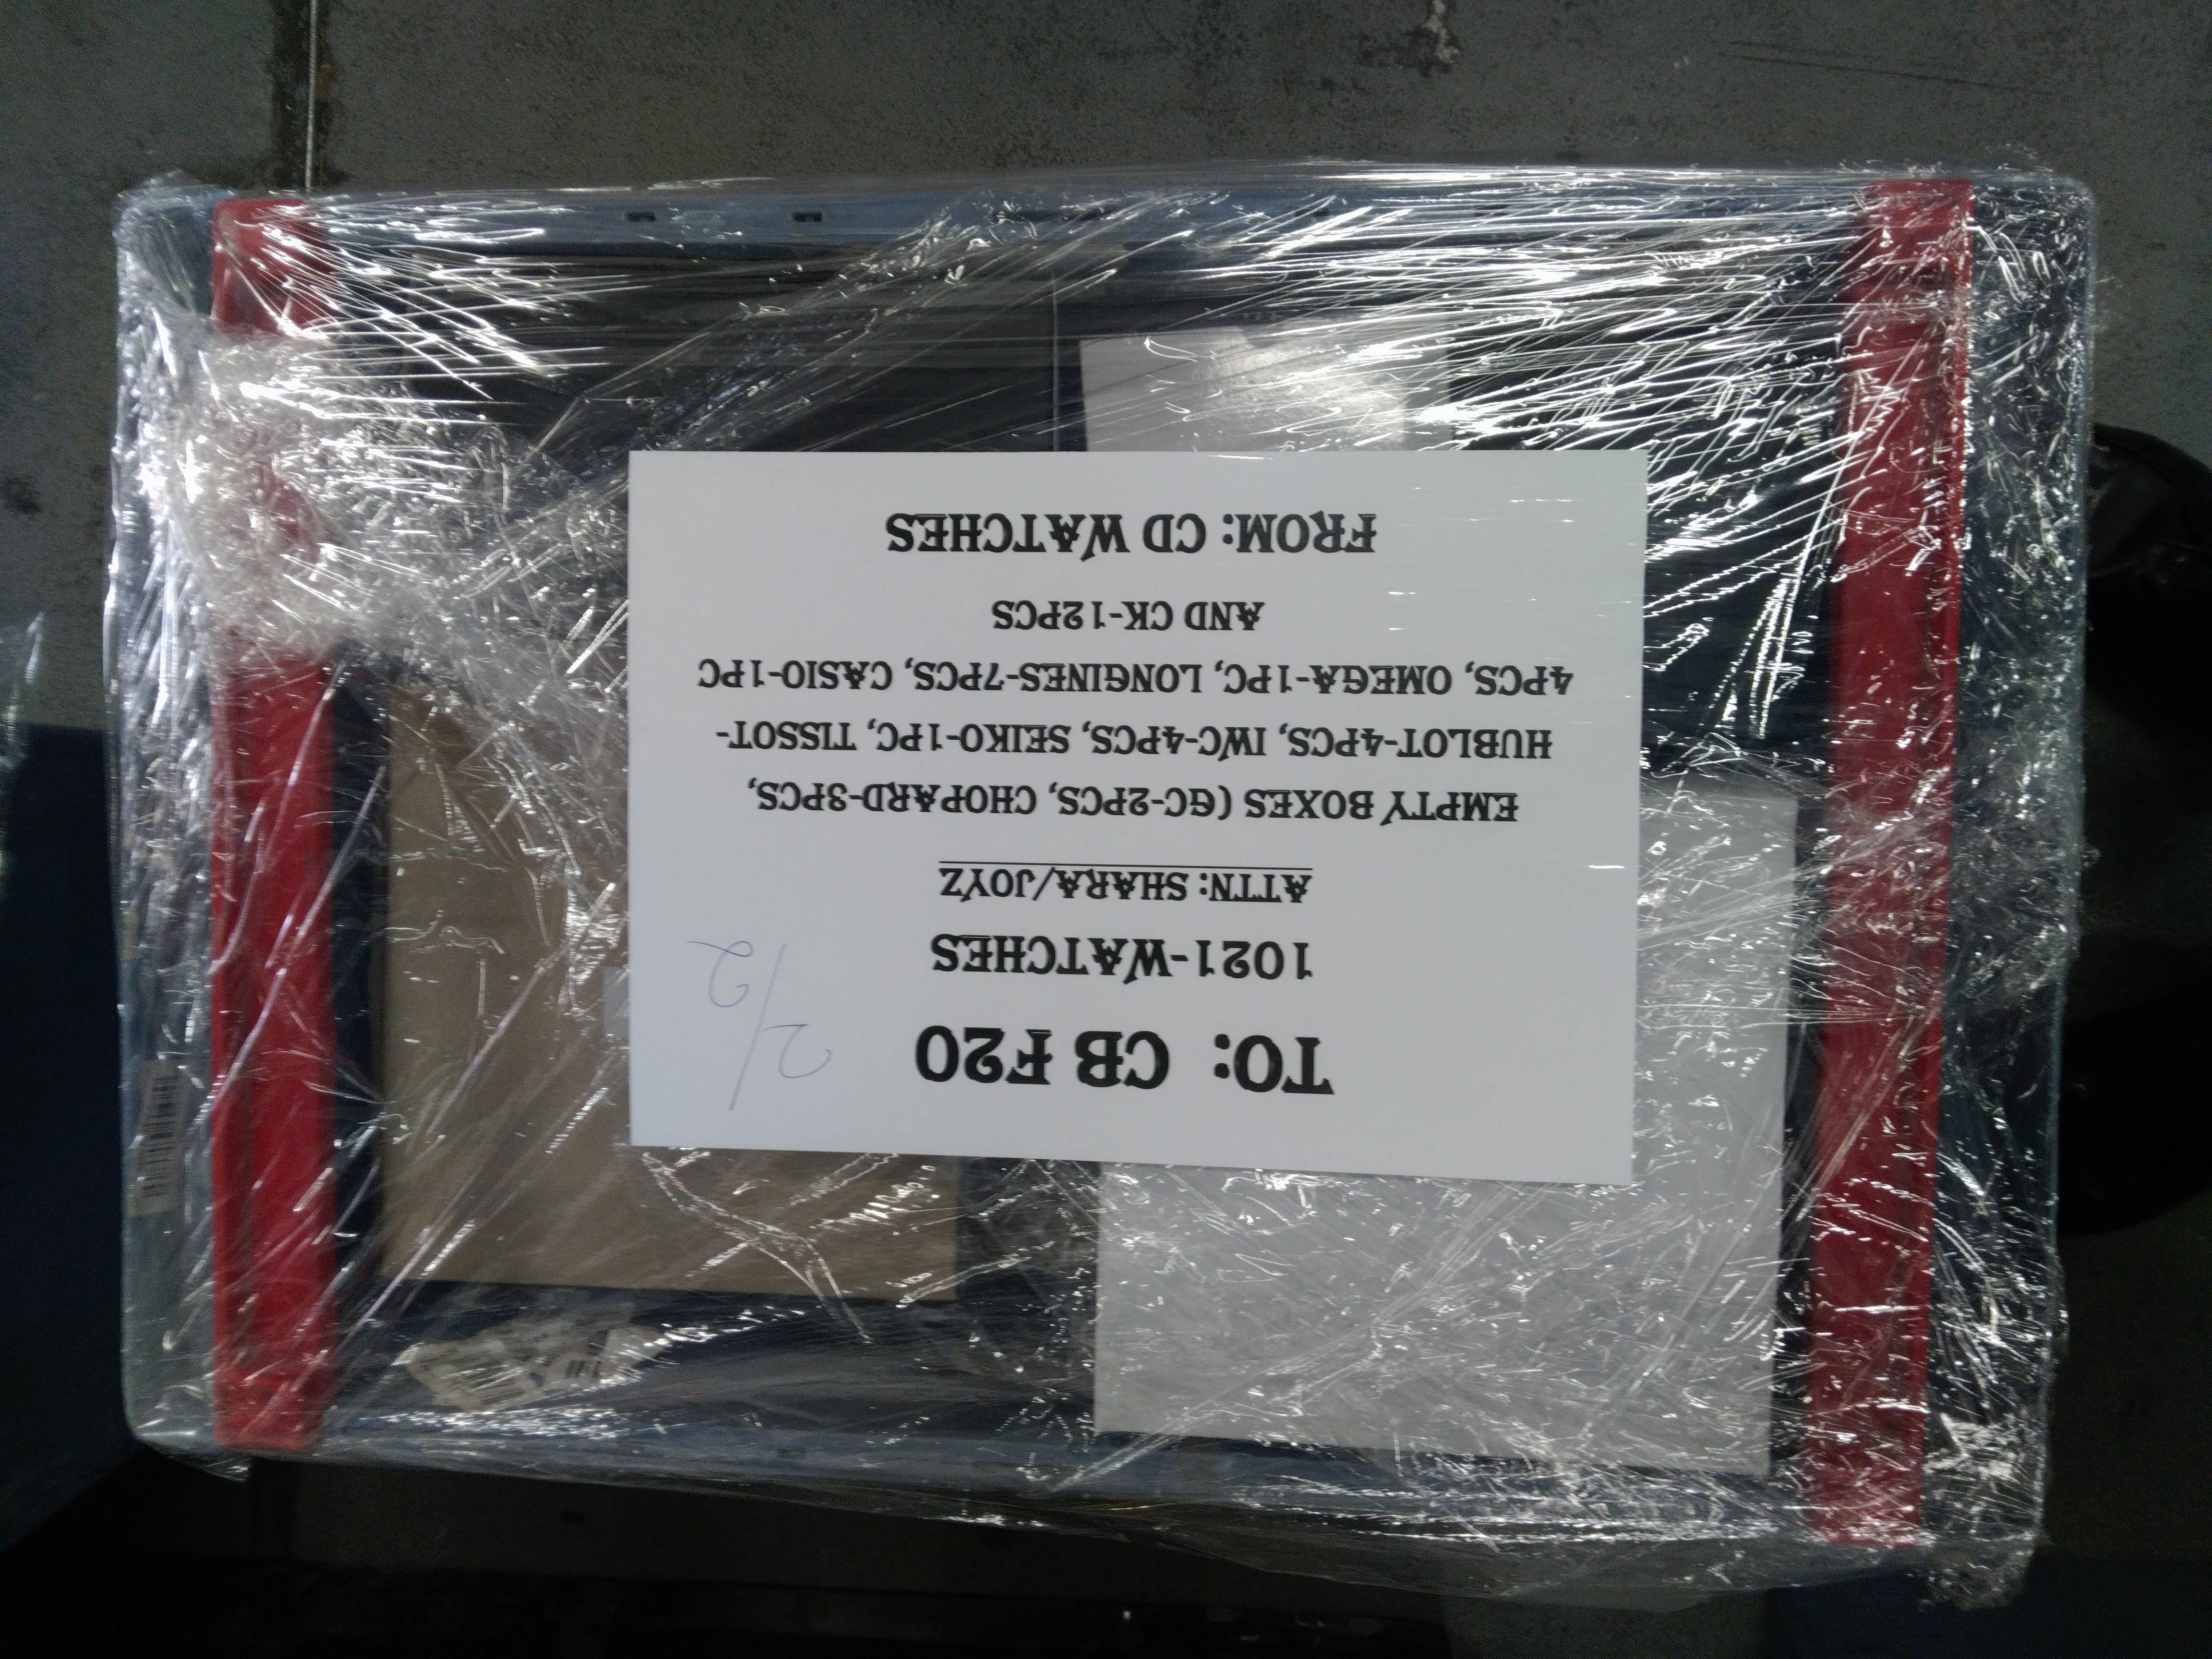 TO: CB F20
2/2
1021-WATCHES
ATTN: SHARA/JOYZ
EMPTY BOXES (GC-2PCS, CHOPARD-3PCS,
HUBLOT-4PCS, IWC-4PCS, SEIKO-1PC, TISSOT-
4PCS, OMEGA-1PC, LONGINES-7PCS, CASIO-1PC
AND CK-12PCS
FROM: CD WATCHES